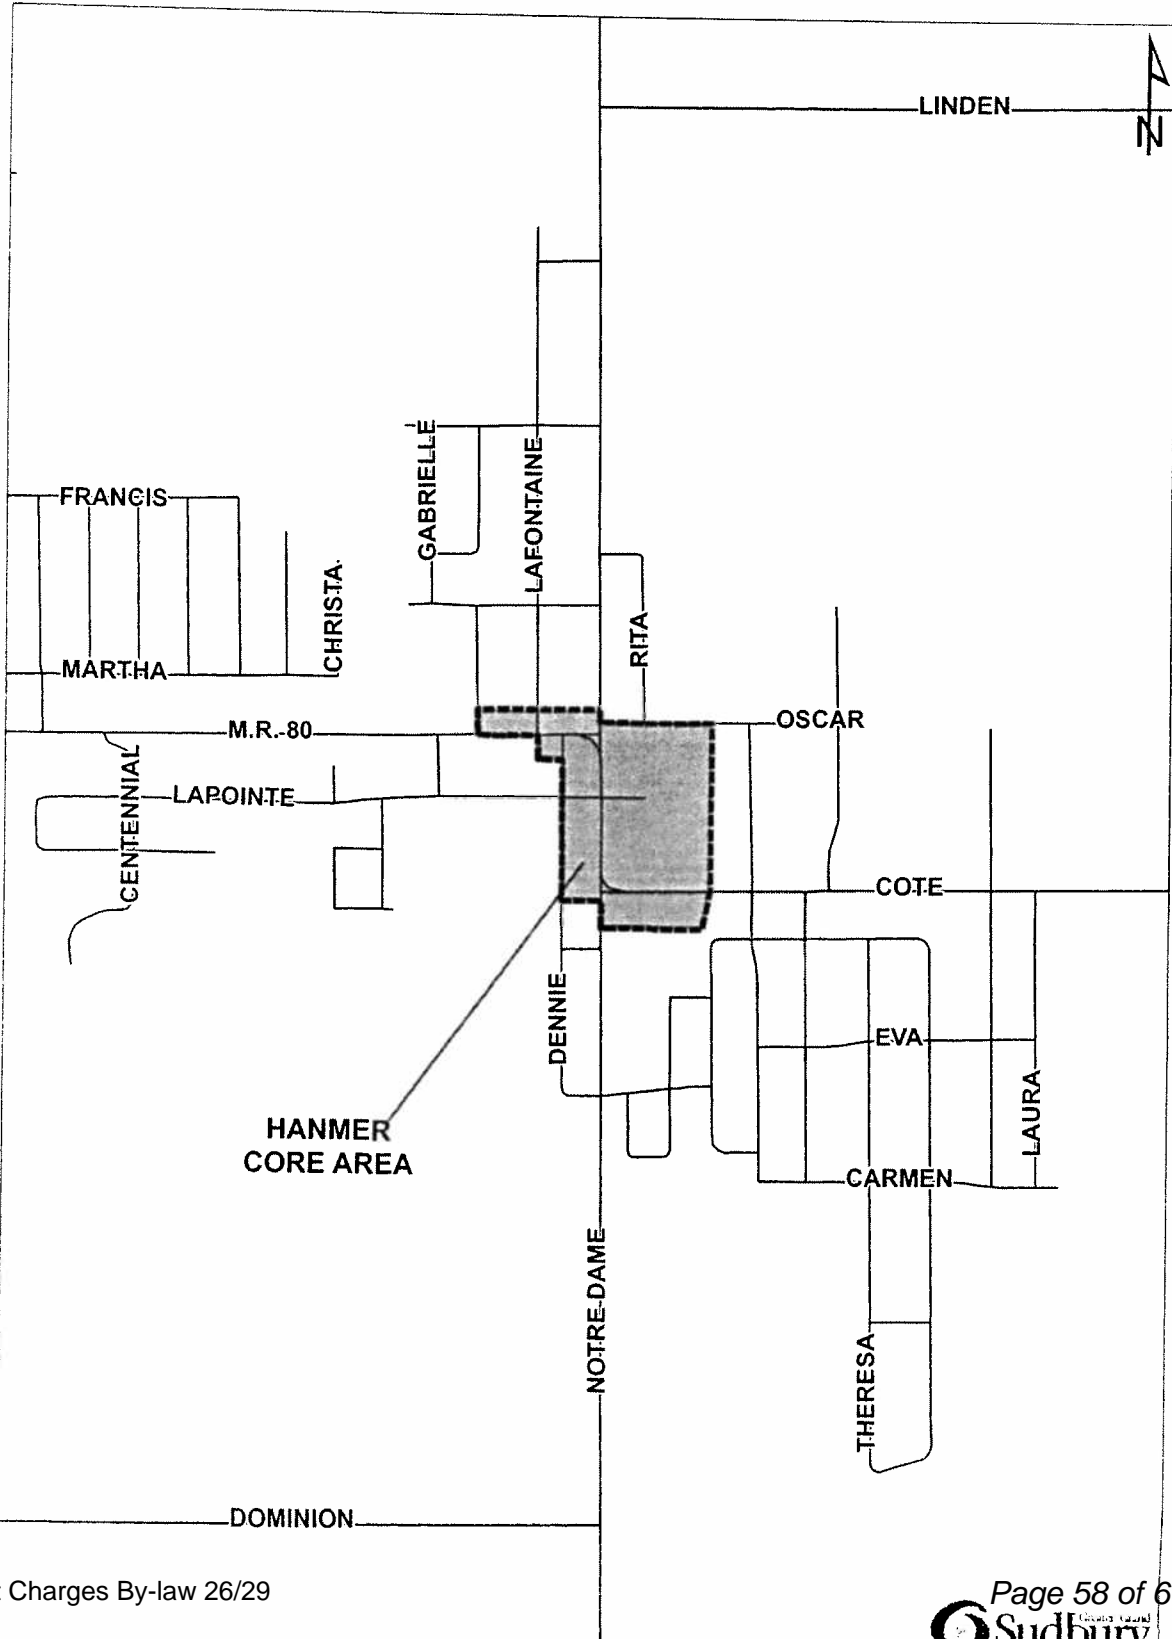 LINDEN
N
GABRIELLE
LAFONTAINE
FRANCIS
CHRISTA
RITA
MARTHA
OSCAR
M.R. 80
CENTENNIAL
LAPOINTE
COTE
DENNIE
EVA
LAURA
HANMER
CORE AREA
CARMEN
NOTRE DAME
THERESA
DOMINION
Charges By-law 26/29
Page 58 of 6
Sudbury